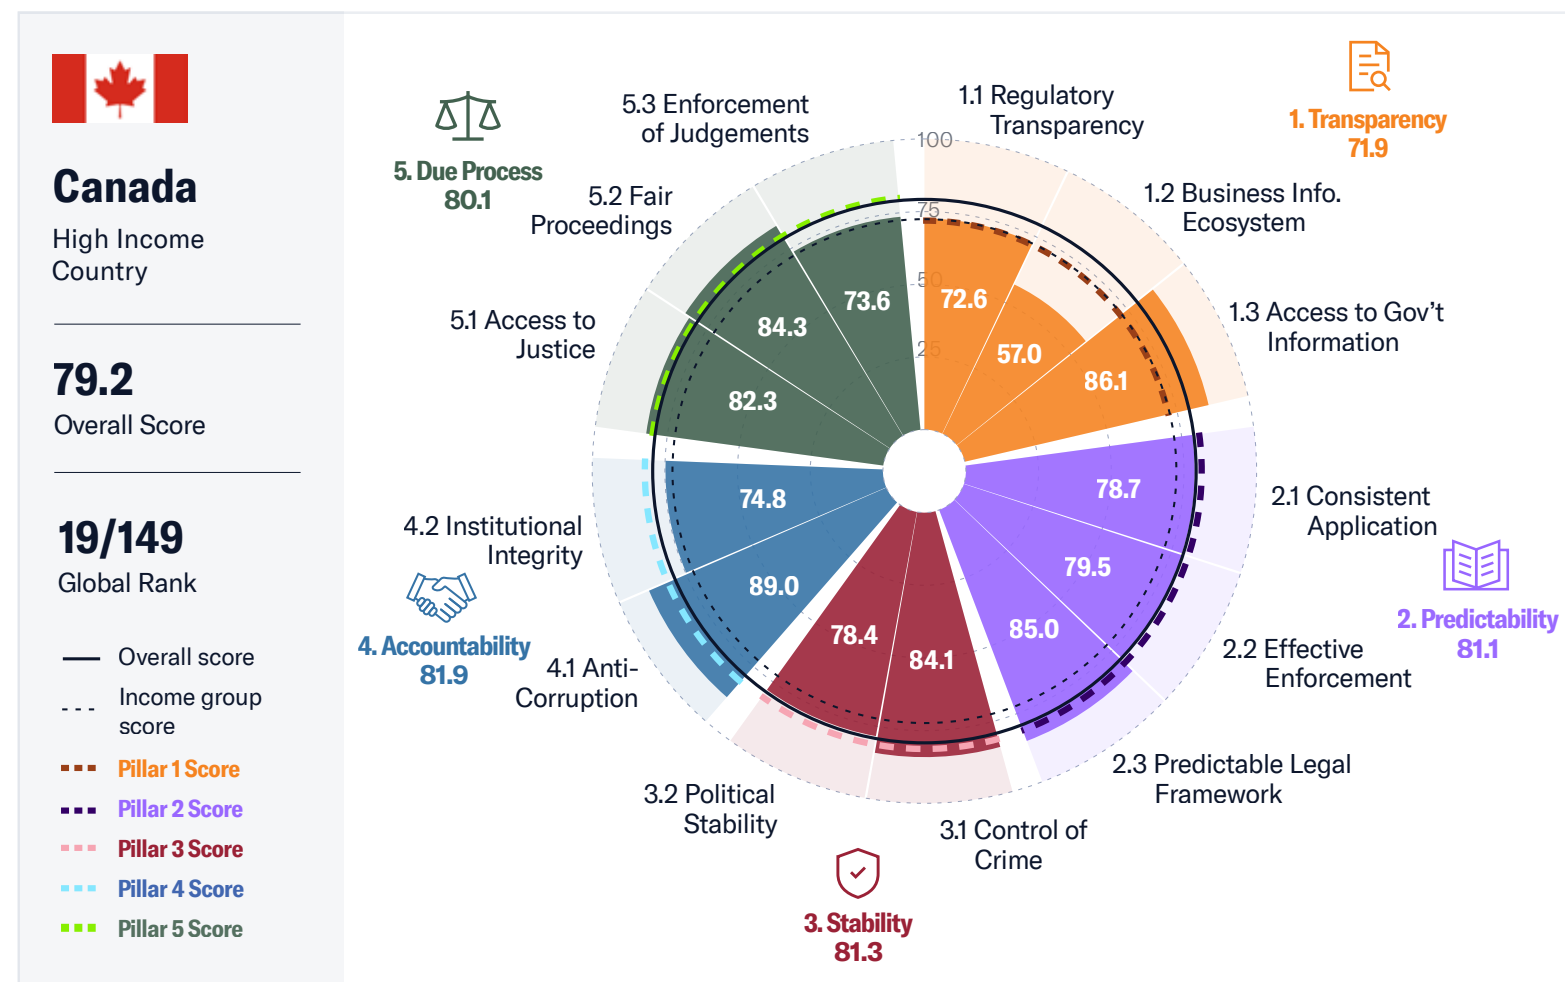 Canada
High Income
Country
79.2
Overall Score
19/149
Global Rank
Overall score
Income group
score
Pillar 1 Score
Pillar 2 Score
Pillar 3 Score
Pillar 4 Score
Pillar 5 Score
1. Transparency
71.9
1.1 Regulatory
Transparency
1.2 Business Info.
Ecosystem
1.3 Access to Gov't
Information
2. Predictability
81.1
2.1 Consistent
Application
2.2 Effective
Enforcement
2.3 Predictable Legal
Framework
3. Stability
81.3
3.1 Control of
Crime
3.2 Political
Stability
4. Accountability
81.9
4.1 Anti-
Corruption
4.2 Institutional
Integrity
5. Due Process
80.1
5.1 Access to
Justice
5.2 Fair
Proceedings
5.3 Enforcement
of Judgements
100
75
50
25
72.6
57.0
86.1
78.7
79.5
85.0
84.1
78.4
89.0
74.8
82.3
84.3
73.6